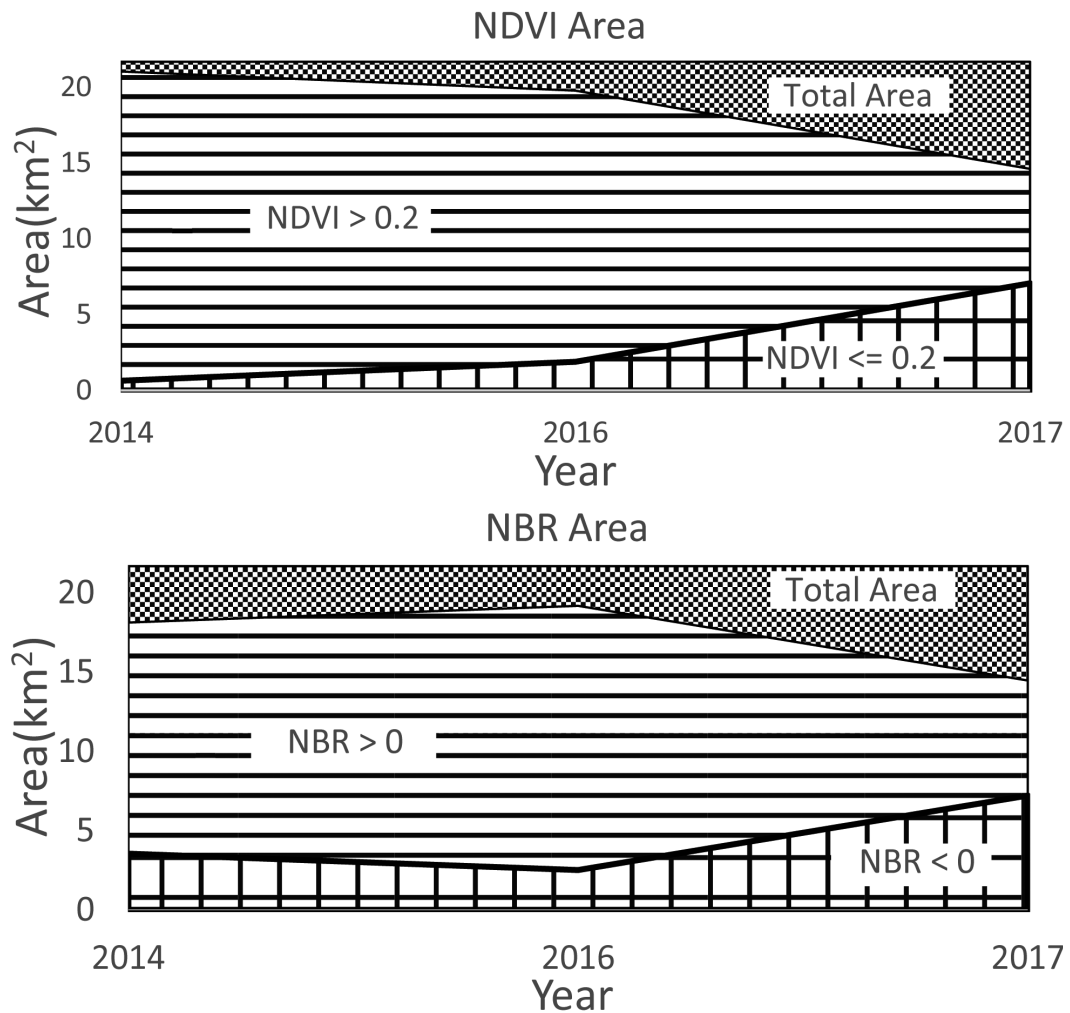 NDVI Area
Area(km²)
20
15
10
5
0
Total Area
NDVI > 0.2
NDVI <= 0.2
2014 2016 2017
Year
NBR Area
Area(km²)
20
15
10
5
0
Total Area
NBR > 0
NBR < 0
2014 2016 2017
Year